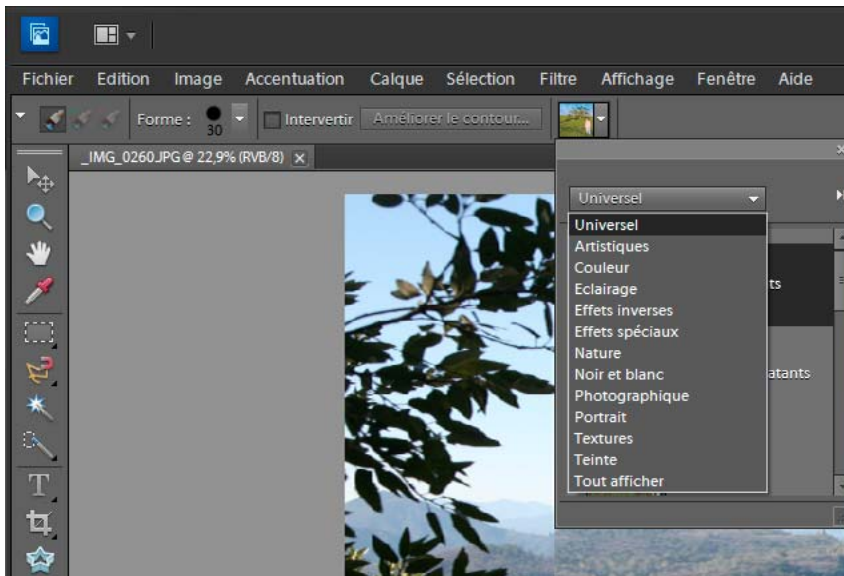 Fichier Edition Image Accentuation Calque Sélection Filtre Affichage Fenêtre Aide
Forme : 30 Intervertir Améliorer le contour...
_IMG_0260.JPG @ 22,9% (RVB/8) x
Universel
Universel
Artistiques
Couleur
Eclairage
ts
Effets inverses
Effets spéciaux
Nature
Noir et blanc
atants
Photographique
Portrait
Textures
Teinte
Tout afficher
T